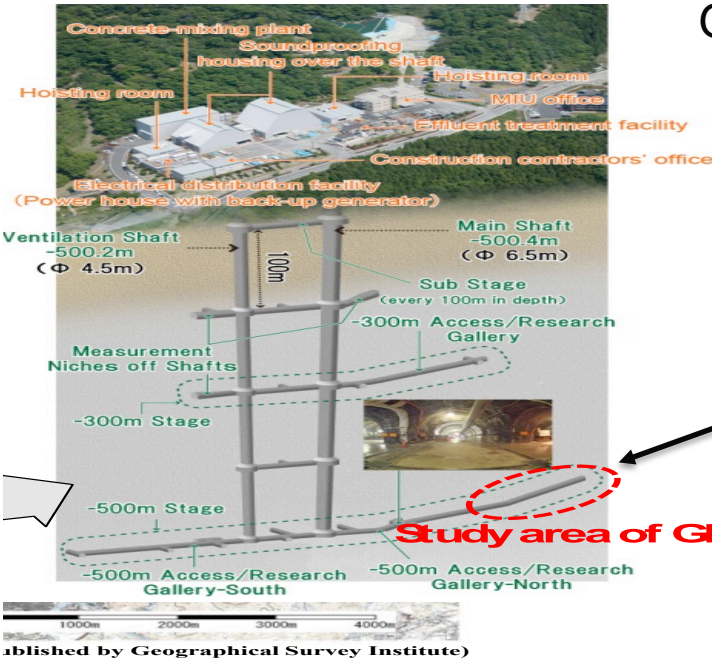 Concrete-mixing plant
Soundproofing
housing over the shaft
Hoisting room
Hoisting room
MIU office
Effluent treatment facility
Construction contractors' office
Electrical distribution facility
(Power house with back-up generator)
Ventilation Shaft
-500.2m
(Φ 4.5m)
Main Shaft
-500.4m
(Φ 6.5m)
100m
Sub Stage
(every 100m in depth)
-300m Access/Research
Gallery
Measurement
Niches off Shafts
-300m Stage
-500m Stage
Study area of
-500m Access/Research
Gallery-South
-500m Access/Research
Gallery-North
1000m 2000m 3000m 4000m
ublished by Geographical Survey Institute)